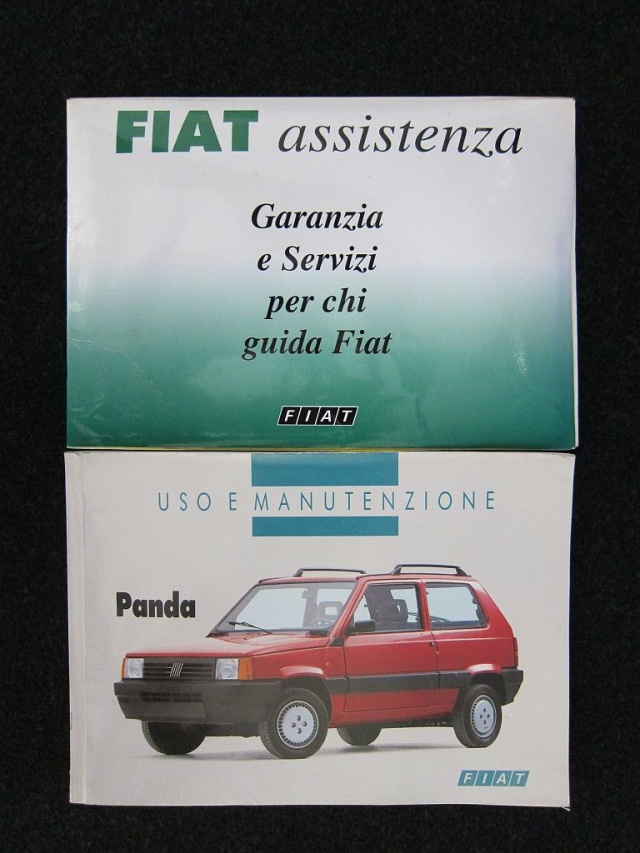 FIAT assistenza
Garanzia
e Servizi
per chi
guida Fiat
FIAT
USO E MANUTENZIONE
Panda
FIAT